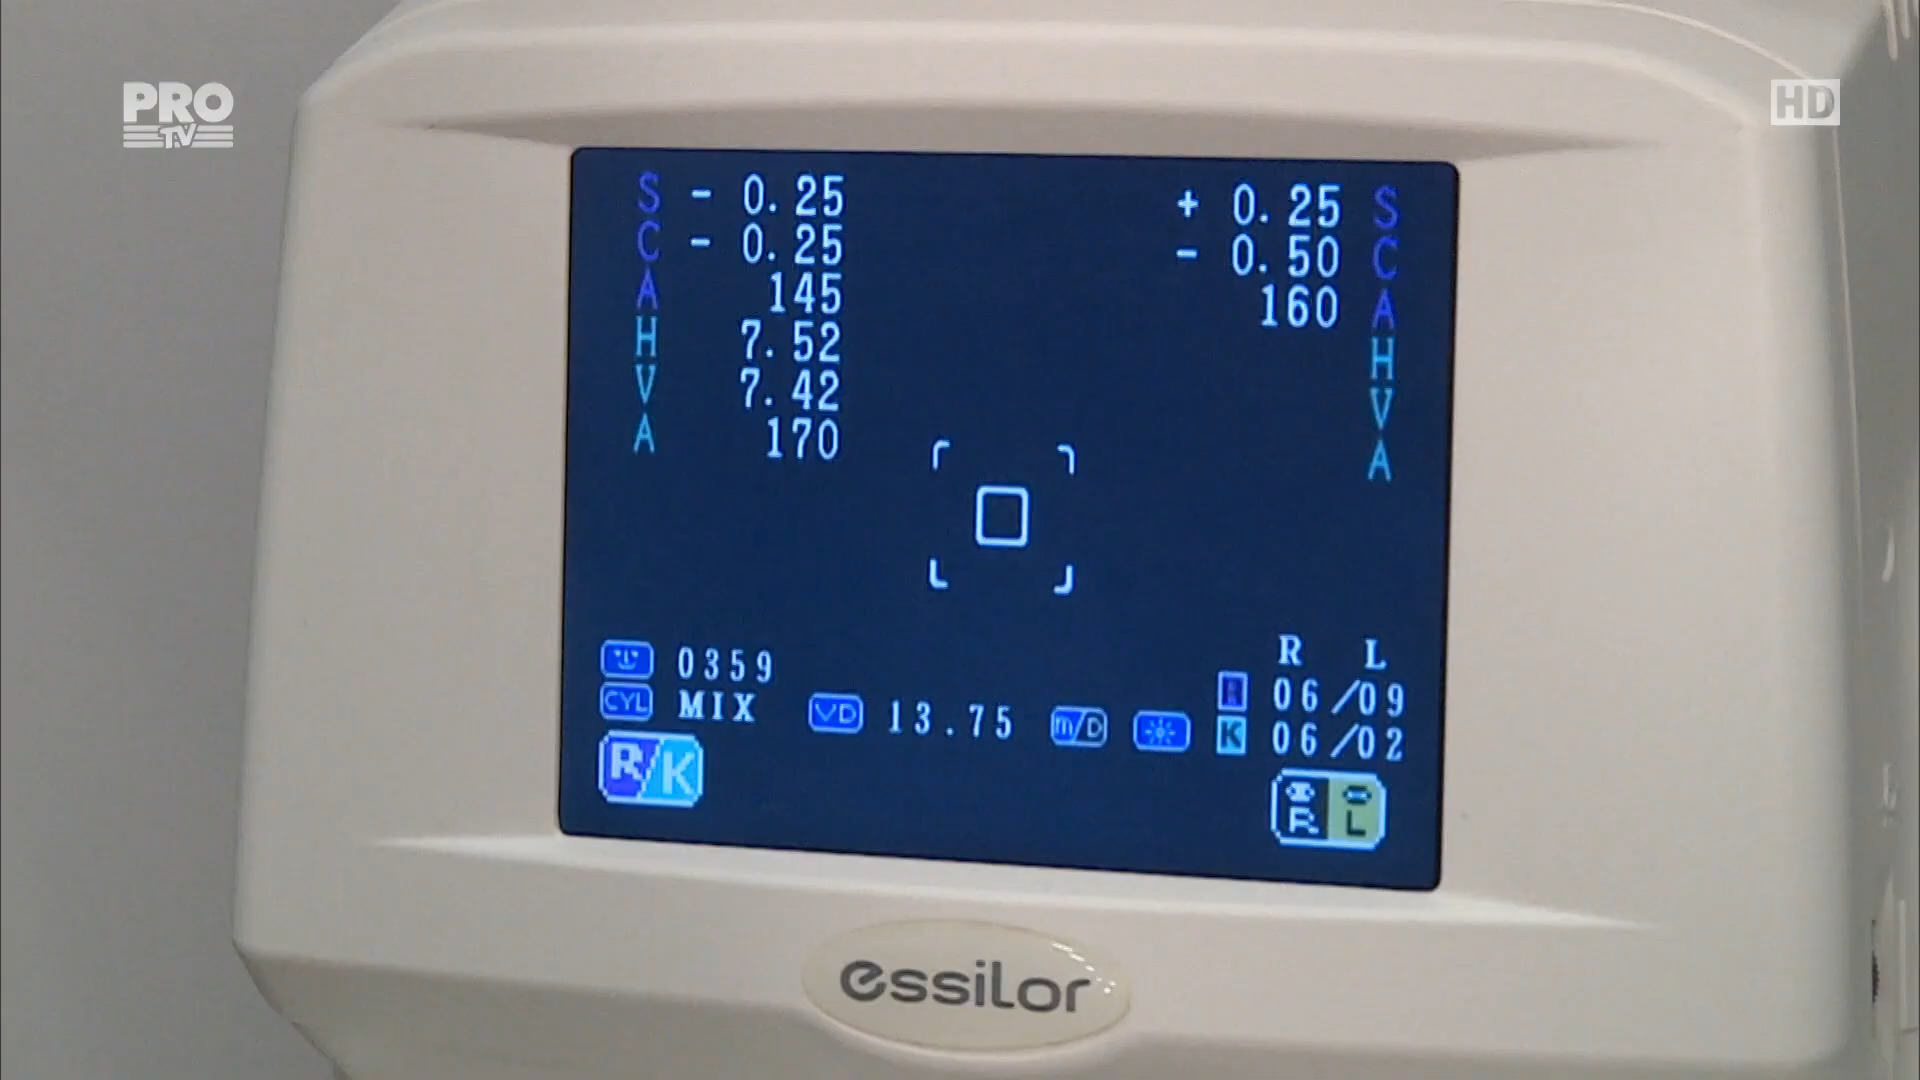 PRO
TV
HD
S - 0.25
C - 0.25
A 145
H 7.52
V 7.42
A 170
+ 0.25 S
- 0.50 C
160 A
H
V
A
0359
CYL MIX
VD 13.75 m/D
R L
R 06/09
K 06/02
R/K
R L
essilor